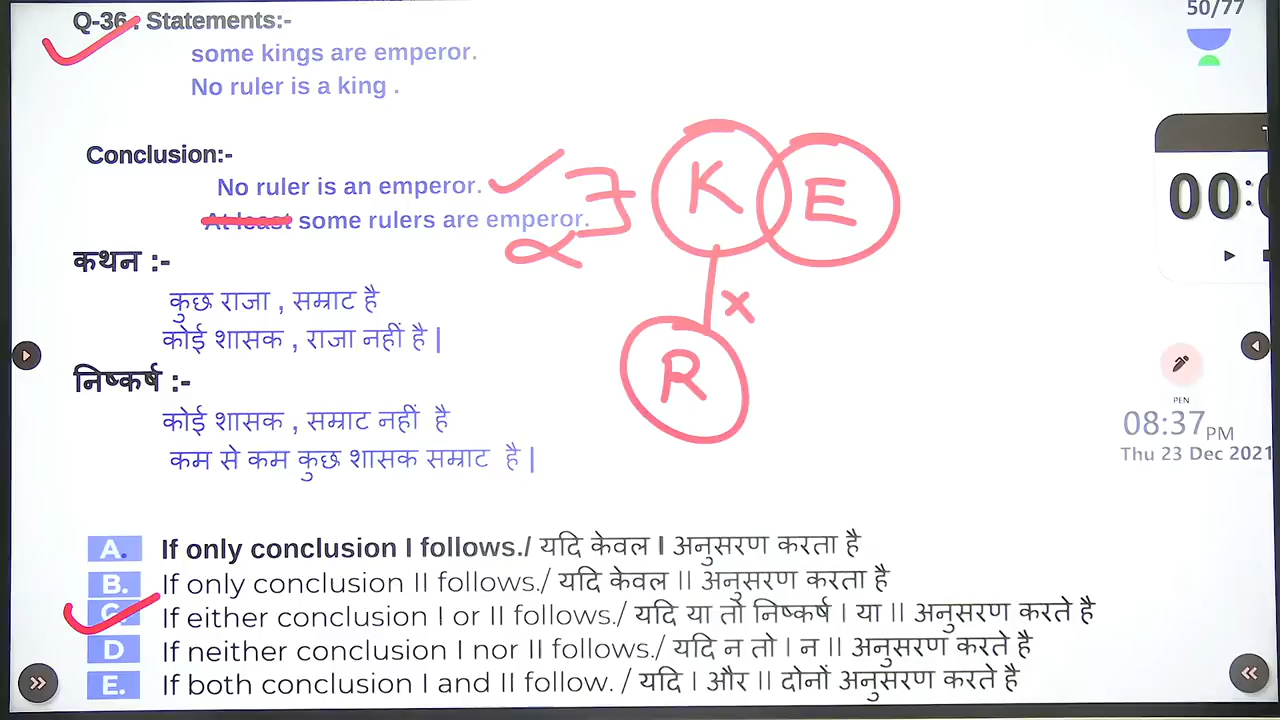 Q-36. Statements:-
50/77
some kings are emperor.
No ruler is a king .
Conclusion:-
No ruler is an emperor.
At least some rulers are emperor.
K E
R
00:
कथन :-
कुछ राजा , सम्राट है
कोई शासक , राजा नहीं है |
निष्कर्ष :-
कोई शासक , सम्राट नहीं है
कम से कम कुछ शासक सम्राट है |
PEN
08:37 PM
Thu 23 Dec 2021
A. If only conclusion I follows./ यदि केवल I अनुसरण करता है
B. If only conclusion II follows./ यदि केवल II अनुसरण करता है
C. If either conclusion I or II follows./ यदि या तो निष्कर्ष I या II अनुसरण करते है
D If neither conclusion I nor II follows./ यदि न तो I न II अनुसरण करते है
E. If both conclusion I and II follow. / यदि I और II दोनों अनुसरण करते है